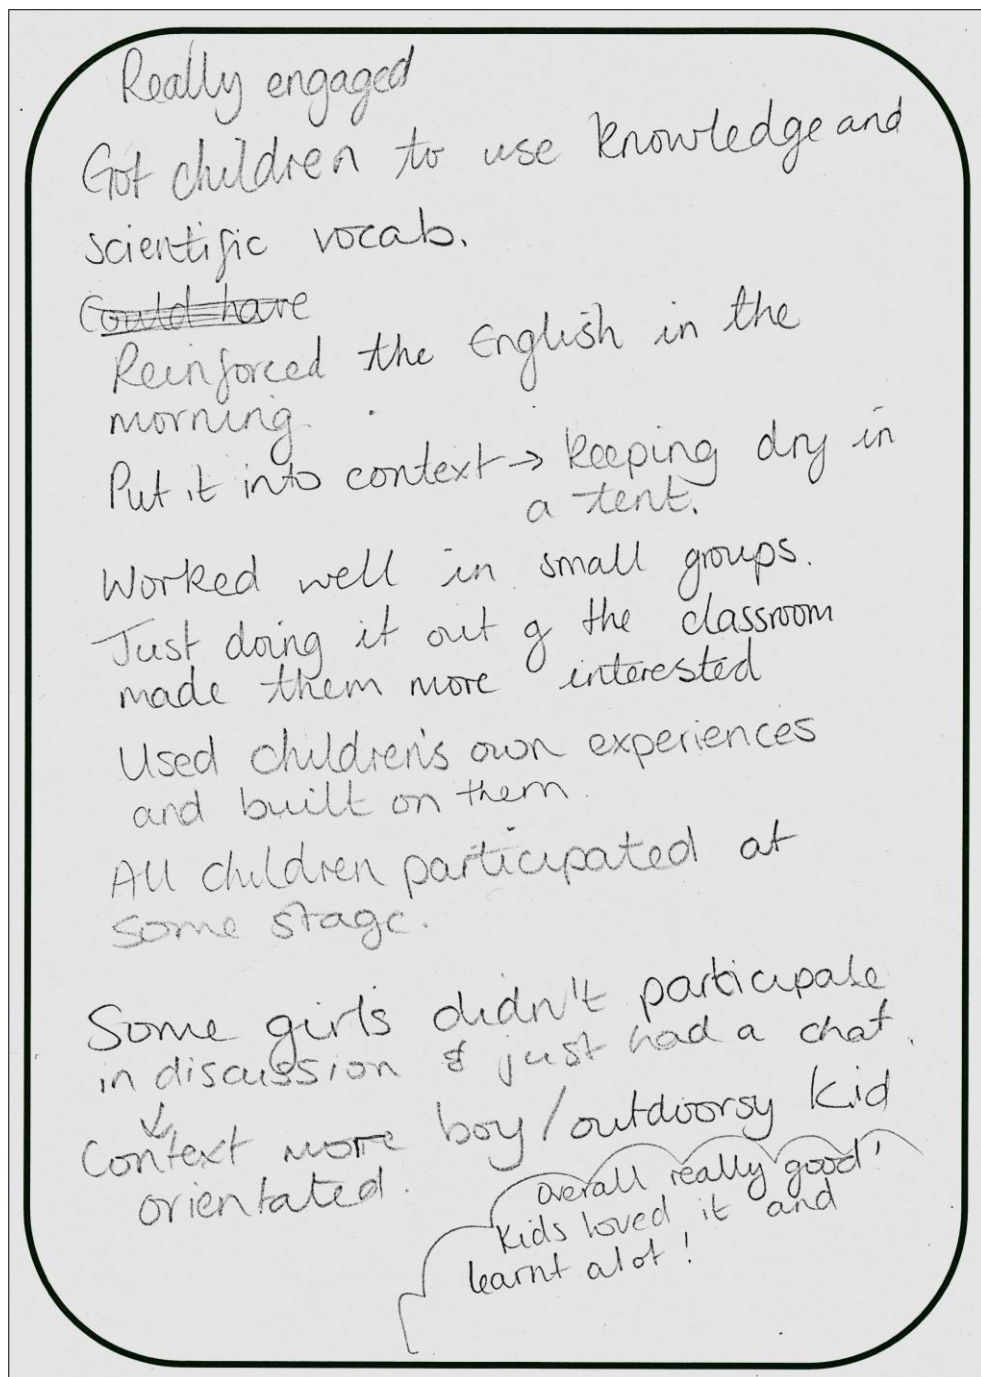 Really engaged
Got children to use knowledge and
scientific vocab.
Could have
Reinforced the English in the
morning.
Put it into context → keeping dry in
a tent.
Worked well in small groups.
Just doing it out of the classroom
made them more interested
Used children's own experiences
and built on them.
All children participated at
some stage.
Some girls didn't participate
in discussion & just had a chat.
↓
Context more boy/outdoorsy kid
orientated.
Overall really good!
Kids loved it and
learnt alot!